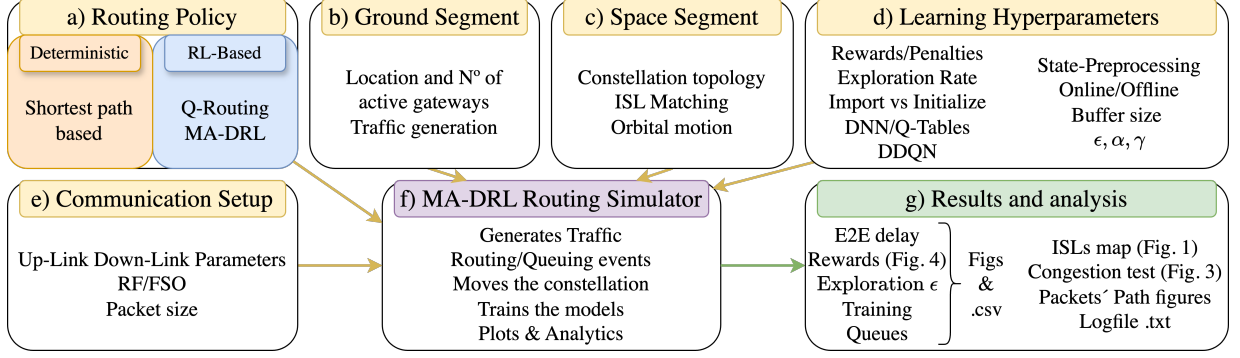 a) Routing Policy
Deterministic
Shortest path
based
RL-Based
Q-Routing
MA-DRL
b) Ground Segment
Location and Nº of
active gateways
Traffic generation
c) Space Segment
Constellation topology
ISL Matching
Orbital motion
d) Learning Hyperparameters
Rewards/Penalties
Exploration Rate
Import vs Initialize
DNN/Q-Tables
DDQN
State-Preprocessing
Online/Offline
Buffer size
ϵ, α, γ
e) Communication Setup
Up-Link Down-Link Parameters
RF/FSO
Packet size
f) MA-DRL Routing Simulator
Generates Traffic
Routing/Queuing events
Moves the constellation
Trains the models
Plots & Analytics
g) Results and analysis
E2E delay
Rewards (Fig. 4)
Exploration ϵ
Training
Queues
Figs
&
.csv
ISLs map (Fig. 1)
Congestion test (Fig. 3)
Packets´ Path figures
Logfile .txt